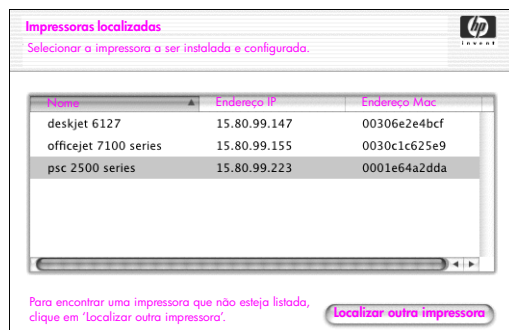 Impressoras localizadas
Selecionar a impressora a ser instalada e configurada.
hp
invent
Nome Endereço IP Endereço Mac
deskjet 6127 15.80.99.147 00306e2e4bcf
officejet 7100 series 15.80.99.155 0030c1c625e9
psc 2500 series 15.80.99.223 0001e64a2dda
Para encontrar uma impressora que não esteja listada,
clique em ‘Localizar outra impressora’.
Localizar outra impressora